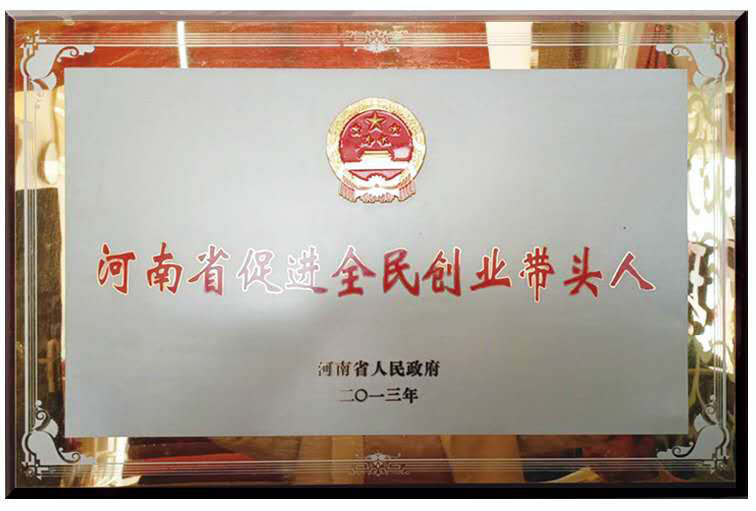 河南省促进全民创业带头人
河南省人民政府
二〇一三年